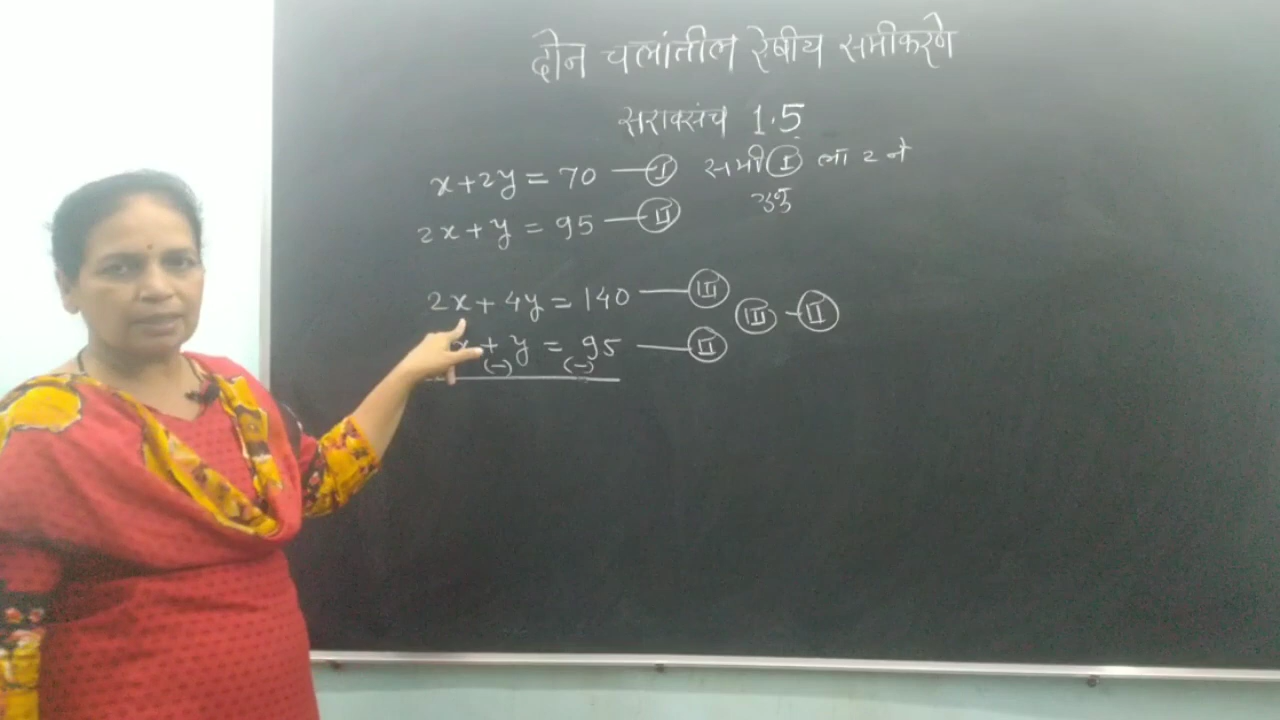 दोन चलांतील रेषीय समीकरणे
सरावसंच 1.5
x+2y = 70 — I समी I ला 2 ने
गुणू
2x + y = 95 — II
2x + 4y = 140 — III
III - II
x + y = 95 — II
(-) (-)